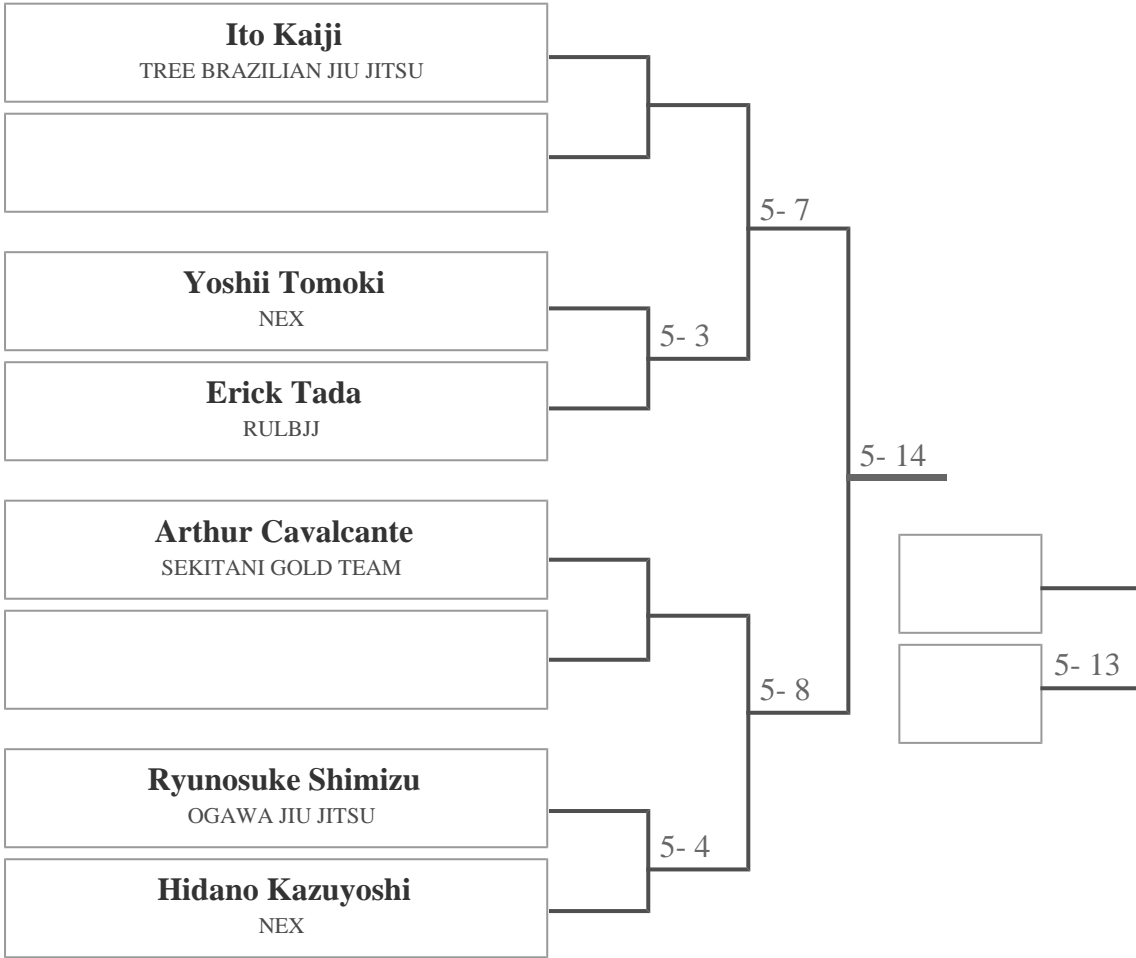 Ito Kaiji
TREE BRAZILIAN JIU JITSU
5- 7
Yoshii Tomoki
NEX
5- 3
Erick Tada
RULBJJ
5- 14
Arthur Cavalcante
SEKITANI GOLD TEAM
5- 13
5- 8
Ryunosuke Shimizu
OGAWA JIU JITSU
5- 4
Hidano Kazuyoshi
NEX